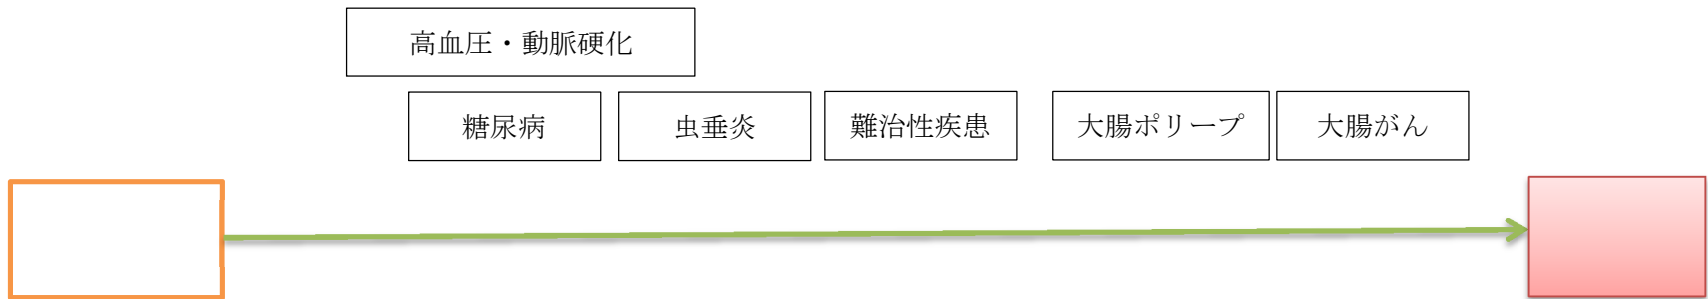 高血圧・動脈硬化
糖尿病
虫垂炎
難治性疾患
大腸ポリープ
大腸がん